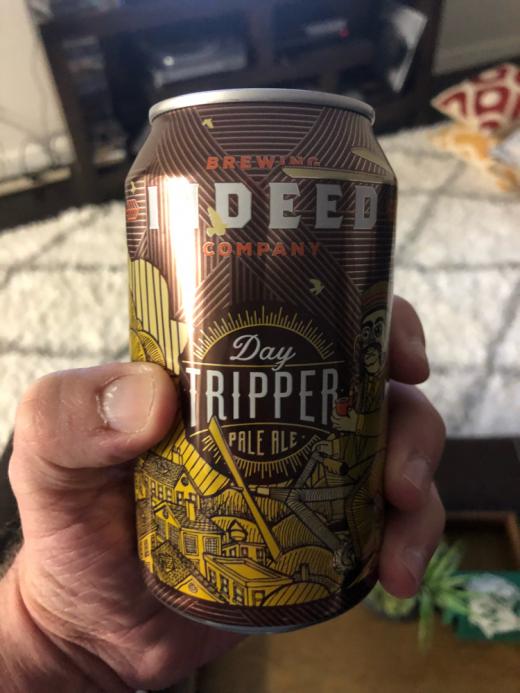 BREWING
INDEED
COMPANY
Day
TRIPPER
PALE ALE